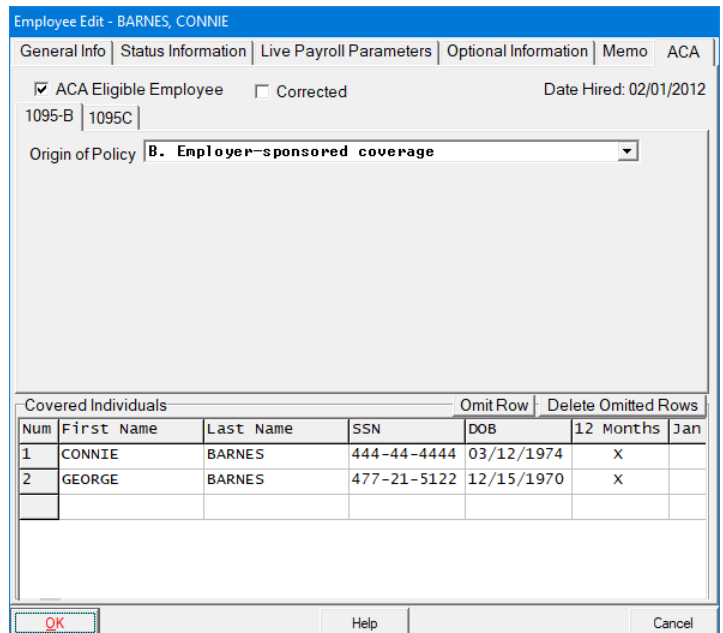 Employee Edit - BARNES, CONNIE
General Info Status Information Live Payroll Parameters Optional Information Memo ACA
ACA Eligible Employee Corrected Date Hired: 02/01/2012
1095-B 1095C
Origin of Policy B. Employer-sponsored coverage
Covered Individuals Omit Row Delete Omitted Rows
Num First Name Last Name SSN DOB 12 Months Jan
1 CONNIE BARNES 444-44-4444 03/12/1974 X
2 GEORGE BARNES 477-21-5122 12/15/1970 X
OK Help Cancel